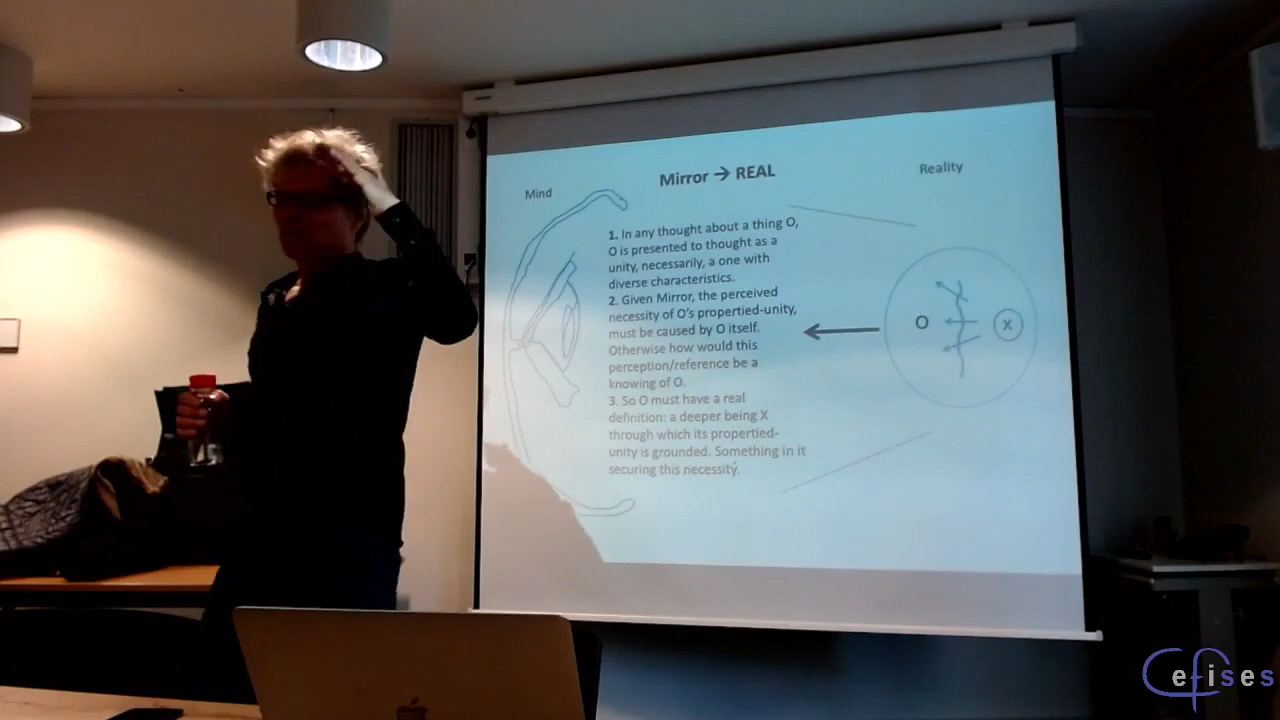 Mind
Mirror → REAL
Reality
1. In any thought about a thing O,
O is presented to thought as a
unity, necessarily, a one with
diverse characteristics.
2. Given Mirror, the perceived
necessity of O's propertied-unity,
must be caused by O itself.
Otherwise how would this
perception/reference be a
knowing of O.
3. So O must have a real
definition: a deeper being X
through which its propertied-
unity is grounded. Something in it
securing this necessity.
O
X
Cefises